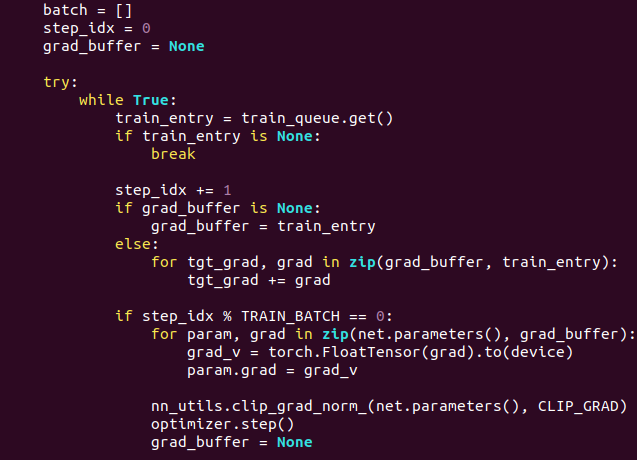 batch = []
step_idx = 0
grad_buffer = None

try:
    while True:
        train_entry = train_queue.get()
        if train_entry is None:
            break

        step_idx += 1
        if grad_buffer is None:
            grad_buffer = train_entry
        else:
            for tgt_grad, grad in zip(grad_buffer, train_entry):
                tgt_grad += grad

        if step_idx % TRAIN_BATCH == 0:
            for param, grad in zip(net.parameters(), grad_buffer):
                grad_v = torch.FloatTensor(grad).to(device)
                param.grad = grad_v

            nn_utils.clip_grad_norm_(net.parameters(), CLIP_GRAD)
            optimizer.step()
            grad_buffer = None